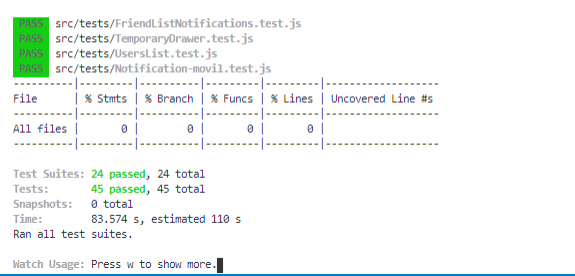 PASS src/tests/FriendListNotifications.test.js
PASS src/tests/TemporaryDrawer.test.js
PASS src/tests/UsersList.test.js
PASS src/tests/Notification-movil.test.js
----------|---------|----------|---------|---------|-------------------
File      | % Stmts | % Branch | % Funcs | % Lines | Uncovered Line #s
----------|---------|----------|---------|---------|-------------------
All files |       0 |        0 |       0 |       0 |
----------|---------|----------|---------|---------|-------------------
Test Suites: 24 passed, 24 total
Tests:       45 passed, 45 total
Snapshots:   0 total
Time:        83.574 s, estimated 110 s
Ran all test suites.
Watch Usage: Press w to show more.